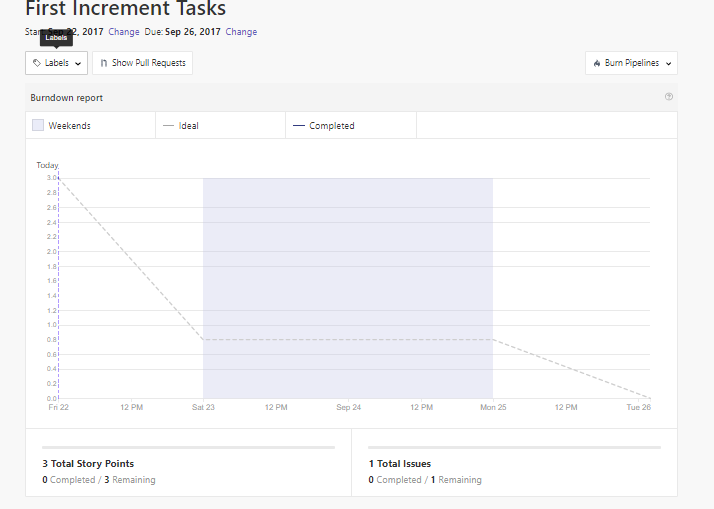 First Increment Tasks
Start: Sep 22, 2017 Change Due: Sep 26, 2017 Change
Labels
Labels Show Pull Requests Burn Pipelines
Burndown report
Weekends Ideal Completed
Today
3.0
2.8
2.6
2.4
2.2
2.0
1.8
1.6
1.4
1.2
1.0
0.8
0.6
0.4
0.2
0.0
Fri 22 12 PM Sat 23 12 PM Sep 24 12 PM Mon 25 12 PM Tue 26
3 Total Story Points 1 Total Issues
0 Completed / 3 Remaining 0 Completed / 1 Remaining